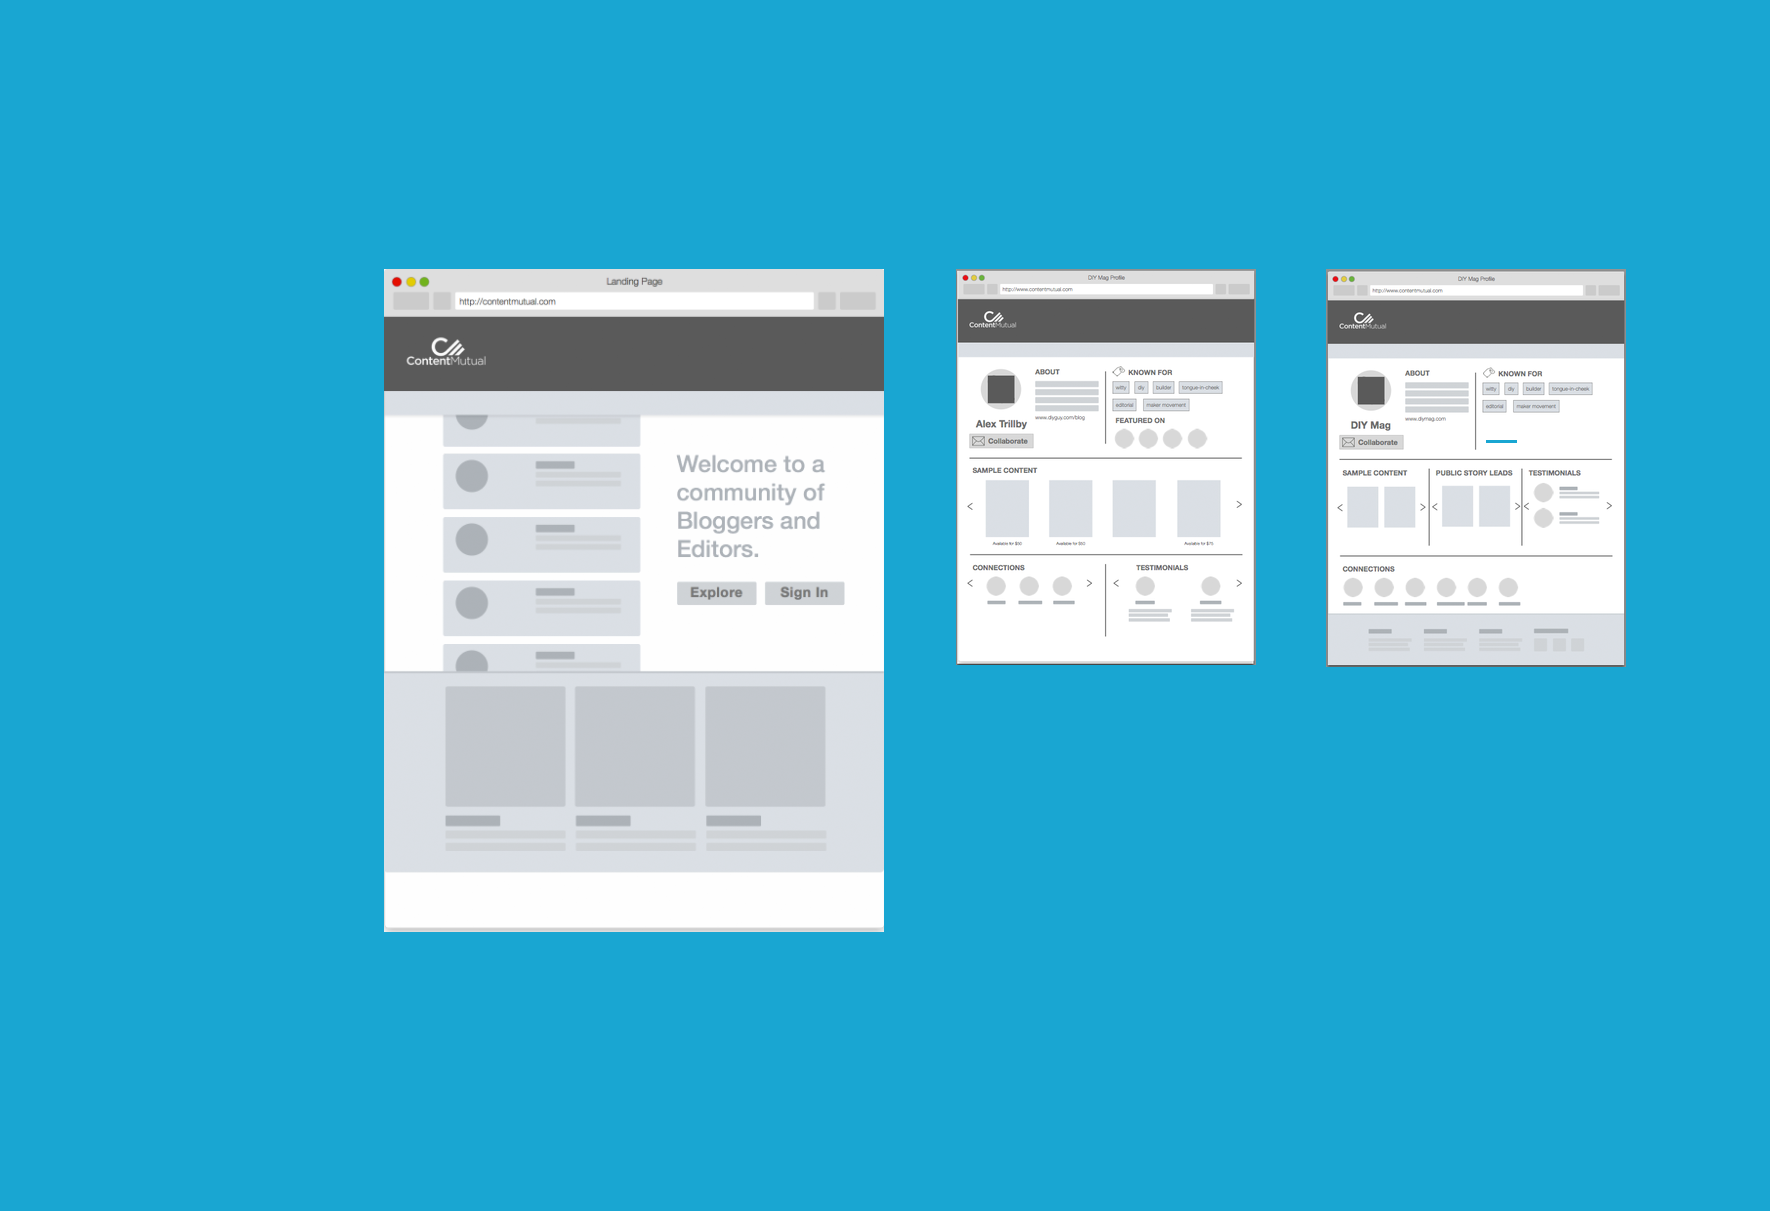 Landing Page
http://contentmutual.com
ContentMutual
Welcome to a
community of
Bloggers and
Editors.
Explore
Sign In
DIY Mag Profile
http://www.contentmutual.com
ContentMutual
ABOUT
www.diyguy.com/blog
Alex Trillby
Collaborate
KNOWN FOR
witty
diy
builder
tongue-in-cheek
editorial
maker movement
FEATURED ON
SAMPLE CONTENT
<
>
Available for $50
Available for $50
Available for $75
CONNECTIONS
<
>
TESTIMONIALS
<
>
DIY Mag Profile
http://www.contentmutual.com
ContentMutual
ABOUT
www.diymag.com
DIY Mag
Collaborate
KNOWN FOR
witty
diy
builder
tongue-in-cheek
editorial
maker movement
SAMPLE CONTENT
<
>
PUBLIC STORY LEADS
<
>
TESTIMONIALS
<
>
CONNECTIONS